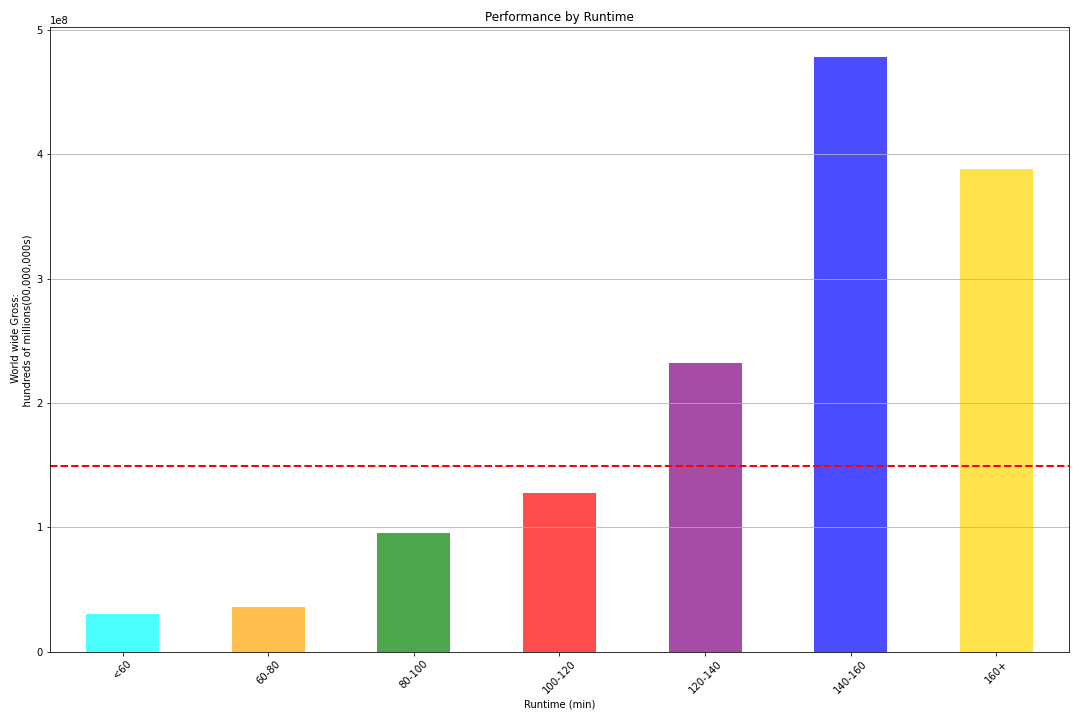 Performance by Runtime
1e8
5
4
3
2
1
0
World wide Gross:
hundreds of millions(00,000,000s)
<60
60-80
80-100
100-120
120-140
140-160
160+
Runtime (min)